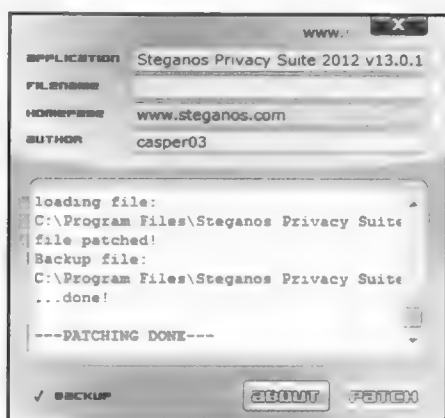 www.
X
APPLICATION Steganos Privacy Suite 2012 v13.0.1
FILENAME
HOMEPAGE www.steganos.com
AUTHOR casper03
loading file:
C:\Program Files\Steganos Privacy Suite
file patched!
Backup file:
C:\Program Files\Steganos Privacy Suite
...done!
---PATCHING DONE---
✓ BACKUP ABOUT PATCH